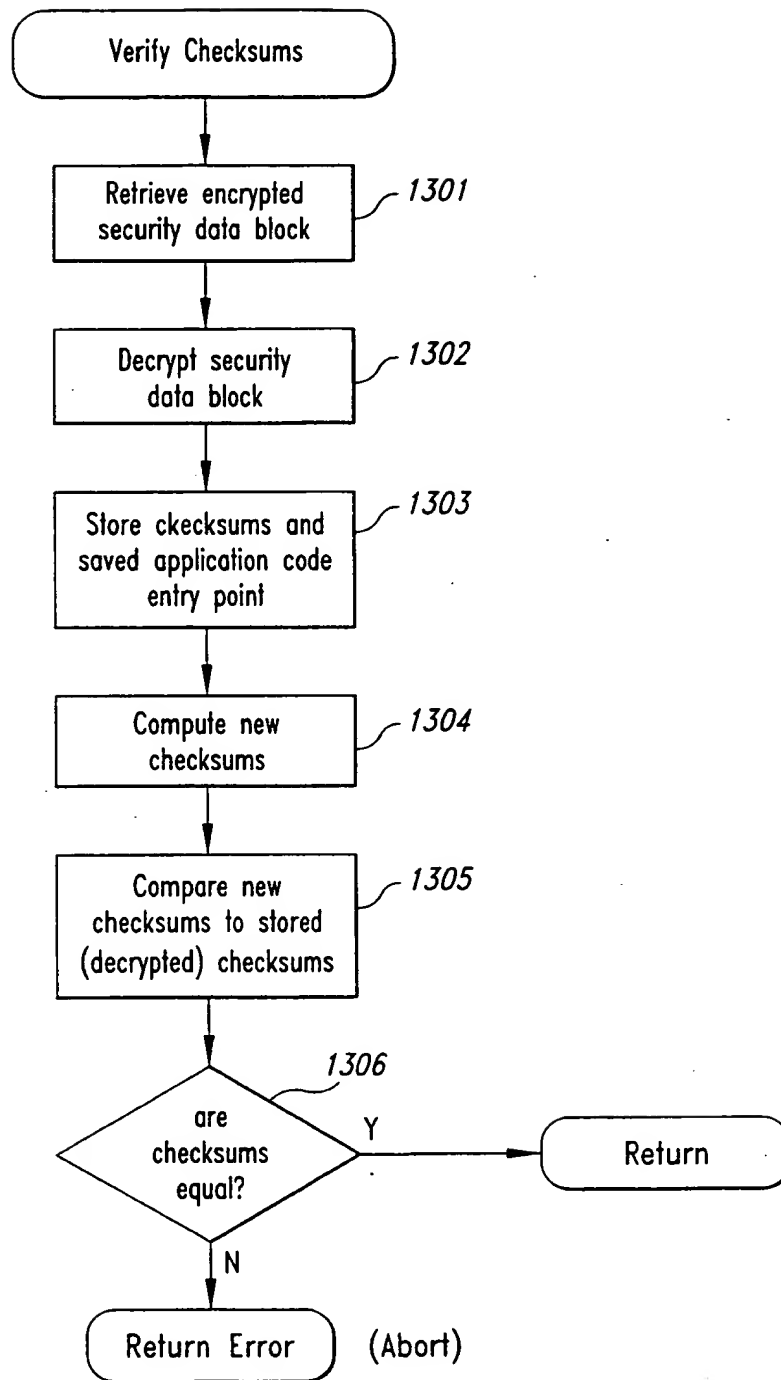 Verify Checksums
Retrieve encrypted
security data block
1301
Decrypt security
data block
1302
Store ckecksums and
saved application code
entry point
1303
Compute new
checksums
1304
Compare new
checksums to stored
(decrypted) checksums
1305
1306
are
checksums
equal?
Y
Return
N
Return Error
(Abort)